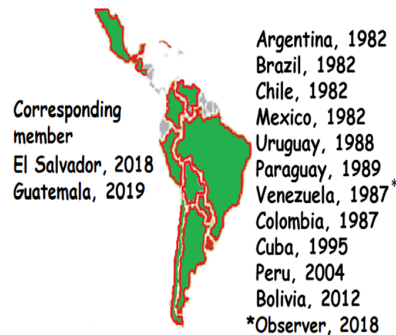 Corresponding
member
El Salvador, 2018
Guatemala, 2019
Argentina, 1982
Brazil, 1982
Chile, 1982
Mexico, 1982
Uruguay, 1988
Paraguay, 1989
Venezuela, 1987*
Colombia, 1987
Cuba, 1995
Peru, 2004
Bolivia, 2012
*Observer, 2018